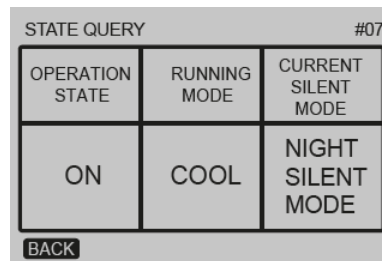 STATE QUERY #07
OPERATION STATE RUNNING MODE CURRENT SILENT MODE
ON COOL NIGHT SILENT MODE
BACK